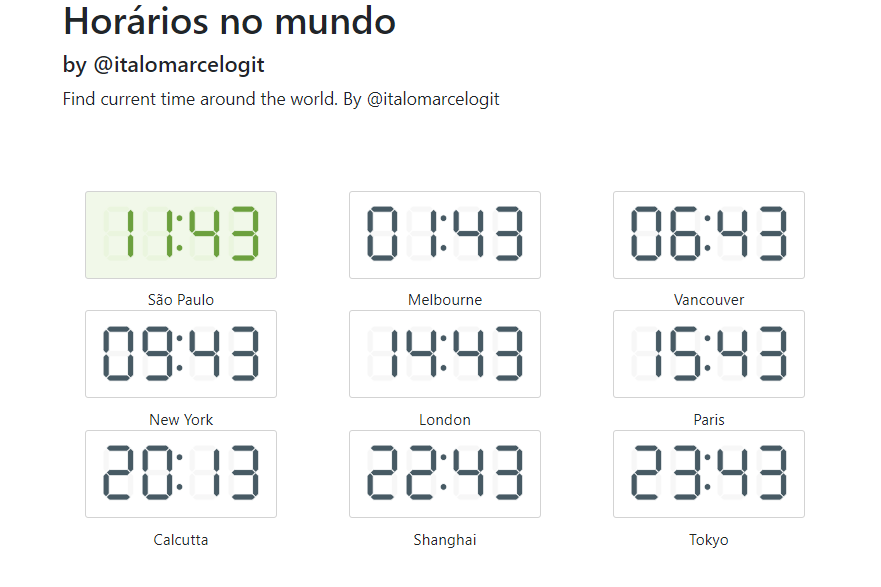 Horários no mundo
by @italomarcelogit
Find current time around the world. By @italomarcelogit
11:43 01:43 06:43
São Paulo Melbourne Vancouver
09:43 14:43 15:43
New York London Paris
20:13 22:43 23:43
Calcutta Shanghai Tokyo